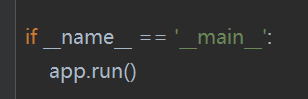 if __name__ == '__main__':
    app.run()